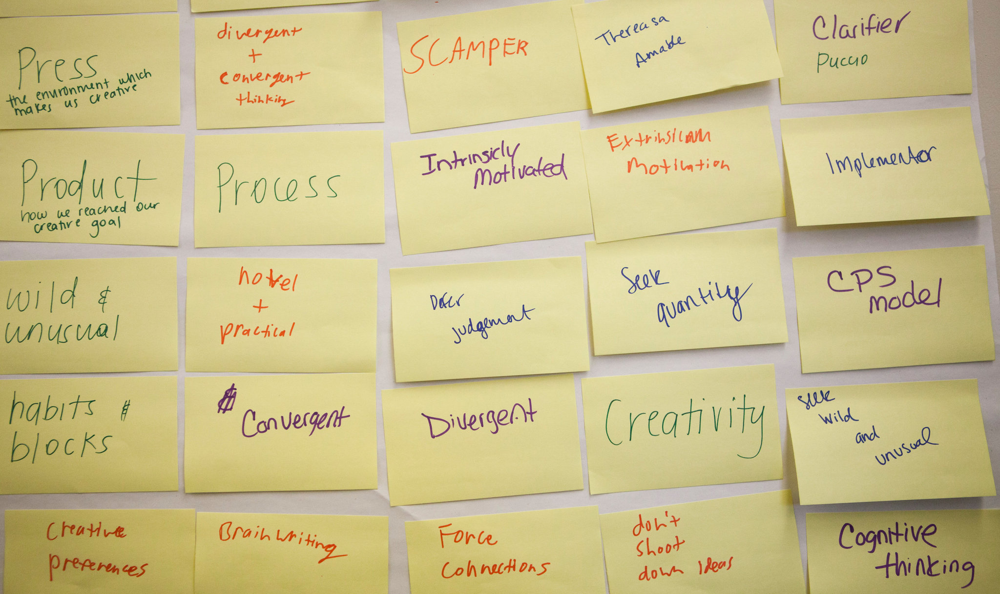 Press
the environment which
makes us creative
divergent
+
convergent
thinking
SCAMPER
Thereasa
Amable
Clarifier
Puccio
Product
how we reached our
creative goal
Process
Intrinsicly
Motivated
Motivation
Implementor
wild &
unusual
novel
+
practical
Defer
judgement
Seek
quantity
CPS
model
habits &
blocks
Convergent
Divergent
Creativity
Seek
wild
and
unusual
Creative
preferences
Brainwriting
Force
connections
don't
shoot
down ideas
Cognitive
thinking